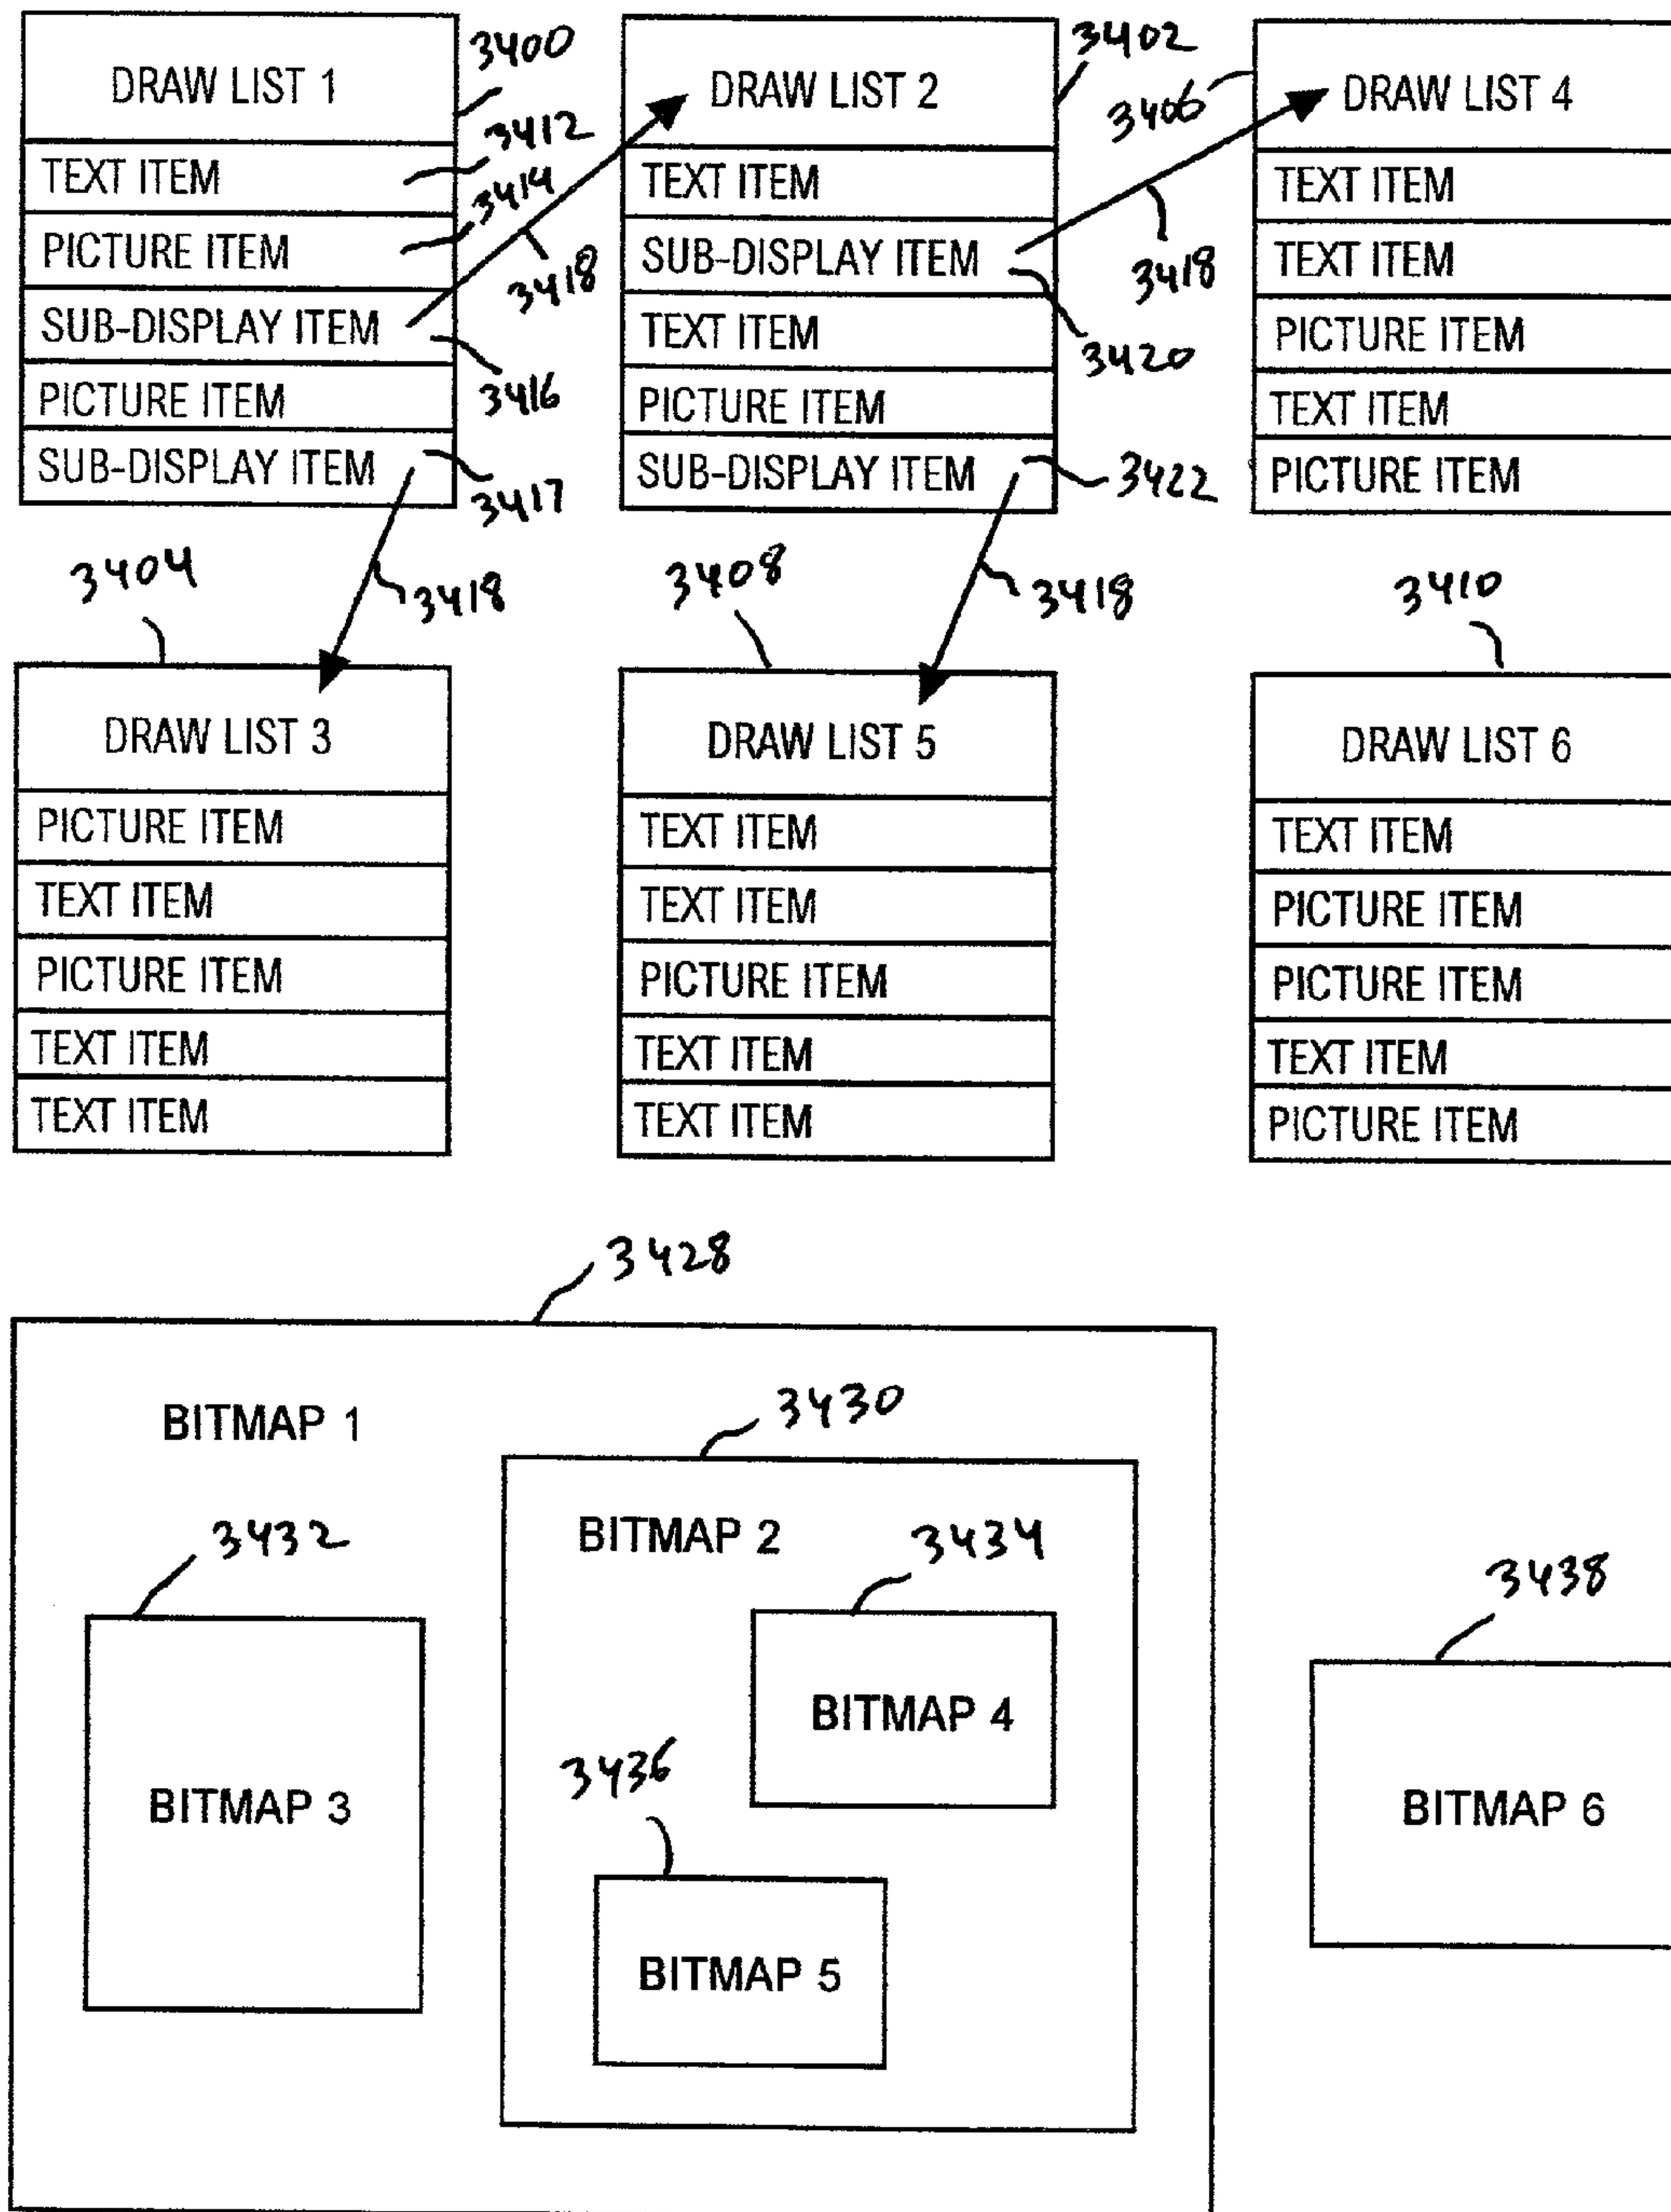 DRAW LIST 1
3400
TEXT ITEM
3412
PICTURE ITEM
3414
SUB-DISPLAY ITEM
3416
3418
PICTURE ITEM
SUB-DISPLAY ITEM
3417
3418
DRAW LIST 2
3402
TEXT ITEM
SUB-DISPLAY ITEM
3420
3418
TEXT ITEM
PICTURE ITEM
SUB-DISPLAY ITEM
3422
3418
3406
DRAW LIST 4
TEXT ITEM
TEXT ITEM
PICTURE ITEM
TEXT ITEM
PICTURE ITEM
3404
DRAW LIST 3
PICTURE ITEM
TEXT ITEM
PICTURE ITEM
TEXT ITEM
TEXT ITEM
3408
DRAW LIST 5
TEXT ITEM
TEXT ITEM
PICTURE ITEM
TEXT ITEM
TEXT ITEM
3410
DRAW LIST 6
TEXT ITEM
PICTURE ITEM
PICTURE ITEM
TEXT ITEM
PICTURE ITEM
3428
BITMAP 1
3430
BITMAP 2
3432
BITMAP 3
3434
BITMAP 4
3436
BITMAP 5
3438
BITMAP 6